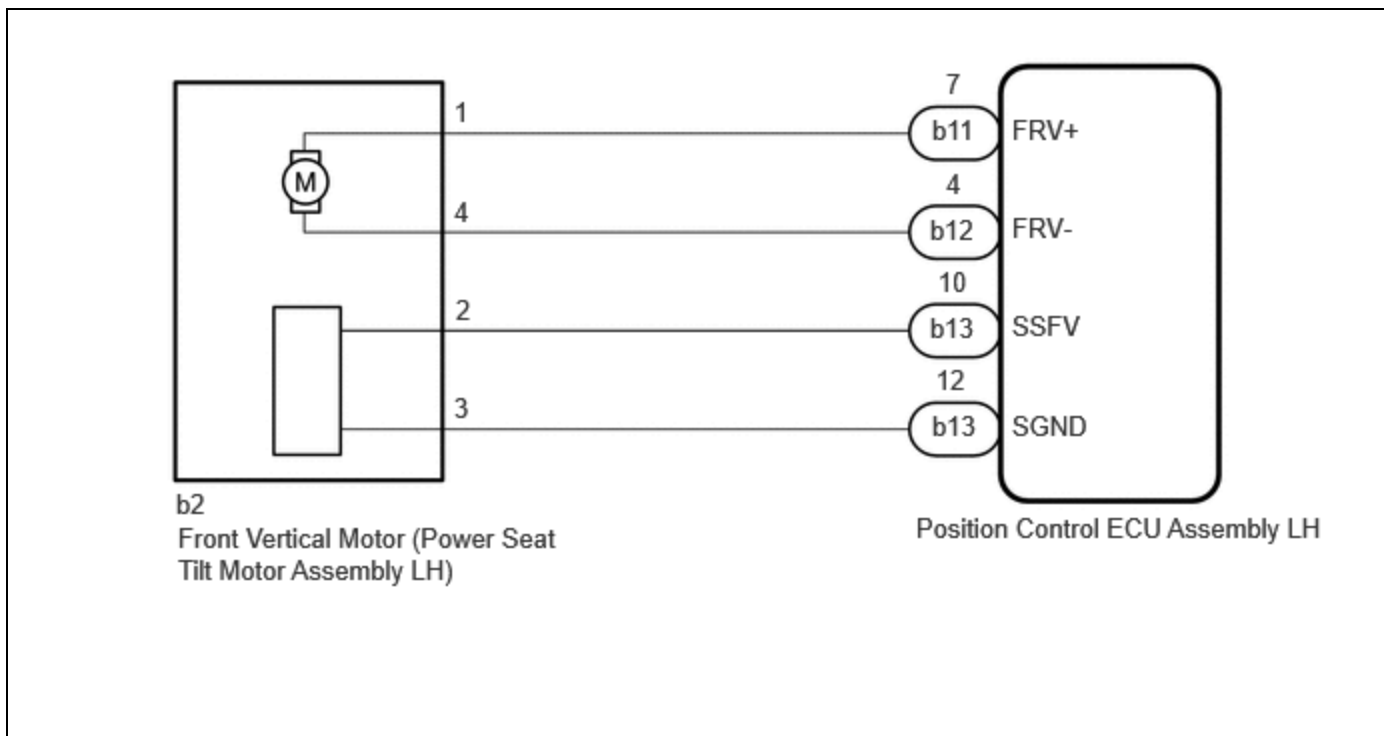 7
1
b11 FRV+
M
4
4
b12 FRV-
10
2
b13 SSFV
12
3
b13 SGND
b2
Front Vertical Motor (Power Seat
Tilt Motor Assembly LH)
Position Control ECU Assembly LH